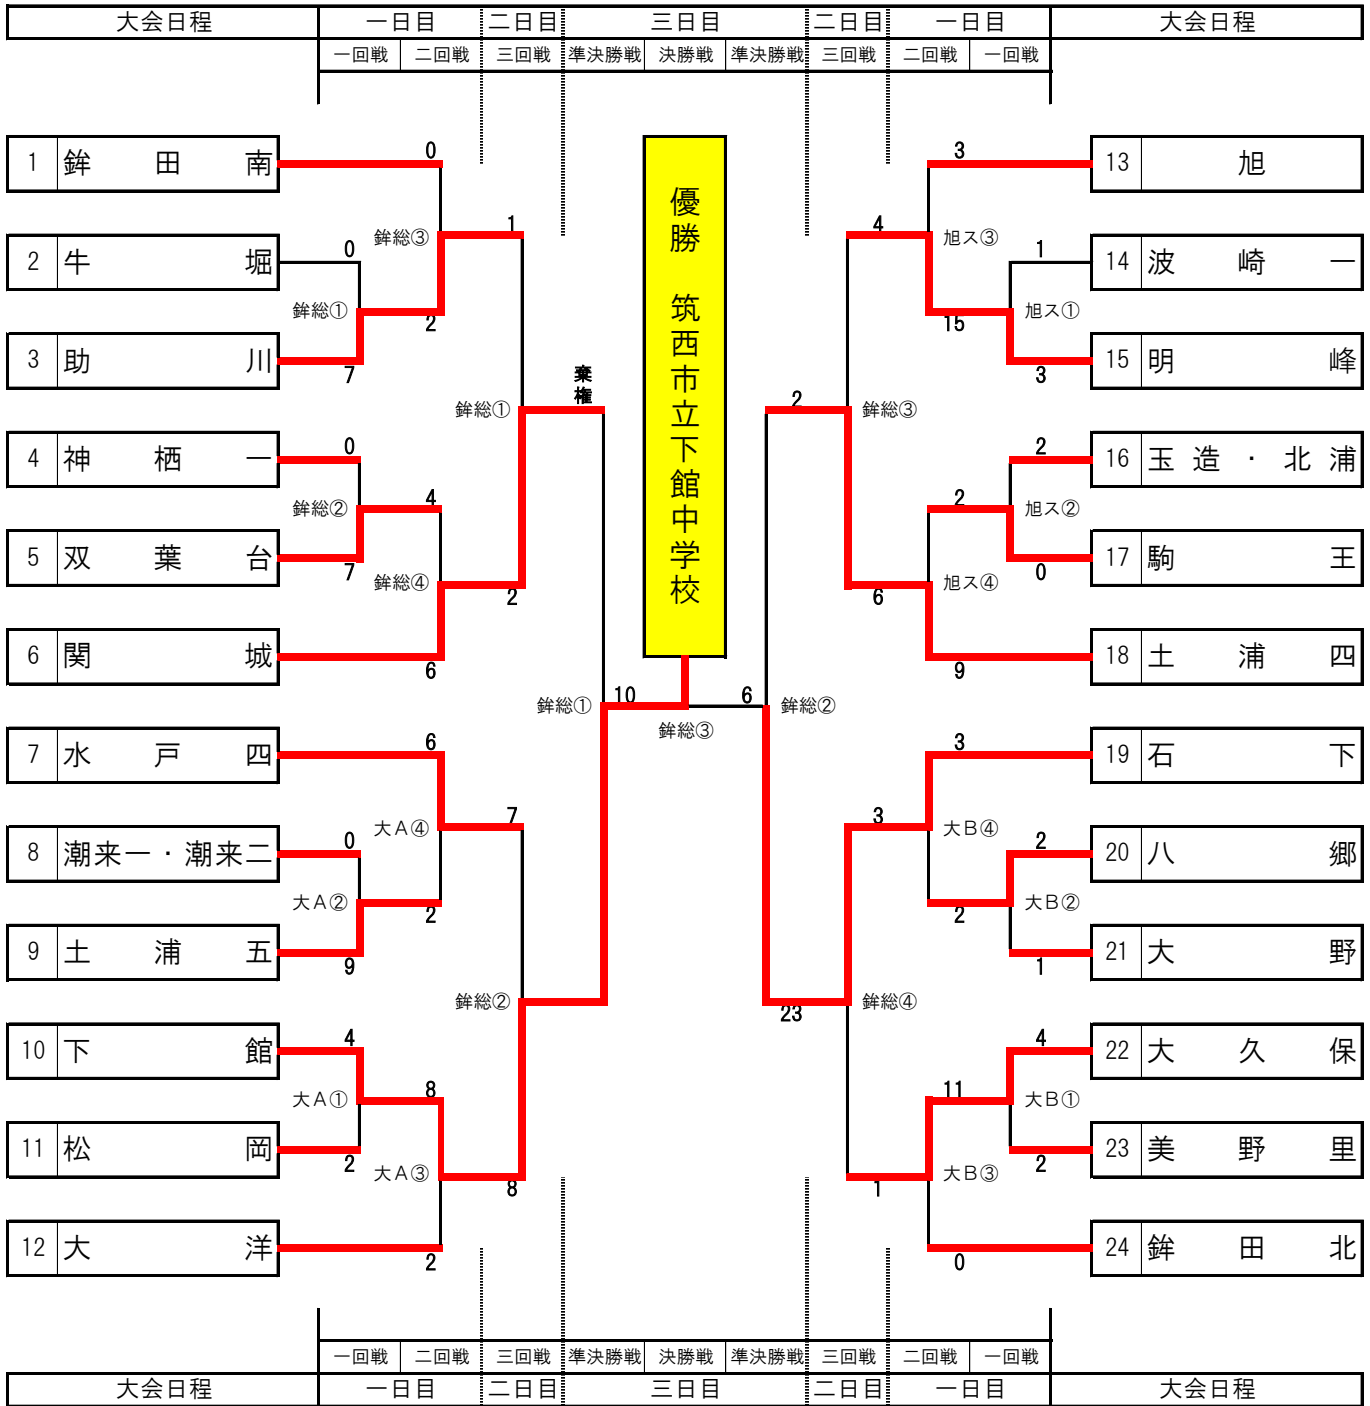 大会日程 一日目 二日目 三日目 二日目 一日目 大会日程
一回戦 二回戦 三回戦 準決勝戦 決勝戦 準決勝戦 三回戦 二回戦 一回戦
優勝 筑西市立下館中学校
1 鉾田南
0
2 牛堀
0
鉾総③
1
鉾総①
2
3 助川
7
棄権
鉾総①
4 神栖一
0
鉾総②
4
5 双葉台
7
鉾総④
2
6 関城
6
鉾総①
10
鉾総③
6
鉾総②
7 水戸四
6
大A④
7
8 潮来一・潮来二
0
大A②
2
9 土浦五
9
鉾総②
10 下館
4
大A①
8
11 松岡
2
大A③
8
12 大洋
2
3
13 旭
4
旭ス③
1
14 波崎一
旭ス①
15
3
15 明峰
2
鉾総③
2
16 玉造・北浦
2
旭ス②
0
17 駒王
旭ス④
6
9
18 土浦四
3
19 石下
3
大B④
2
20 八郷
大B②
2
1
21 大野
23
鉾総④
4
22 大久保
11
大B①
2
23 美野里
大B③
1
0
24 鉾田北
一回戦 二回戦 三回戦 準決勝戦 決勝戦 準決勝戦 三回戦 二回戦 一回戦
大会日程 一日目 二日目 三日目 二日目 一日目 大会日程